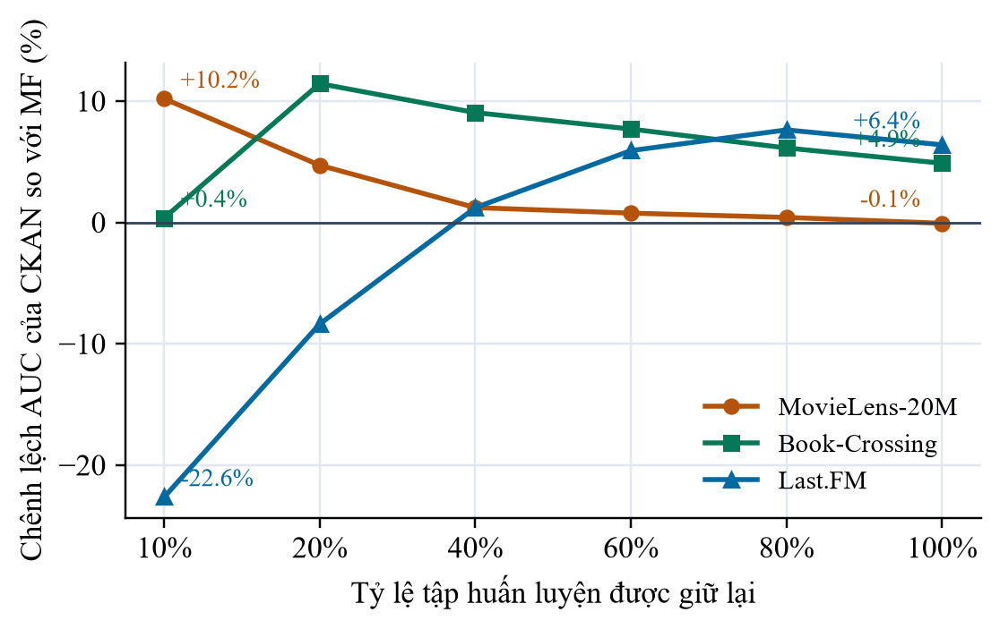 Chênh lệch AUC của CKAN so với MF (%)
10
0
−10
−20
+10.2%
+0.4%
-22.6%
+6.4%
+4.9%
-0.1%
MovieLens-20M
Book-Crossing
Last.FM
10% 20% 40% 60% 80% 100%
Tỷ lệ tập huấn luyện được giữ lại